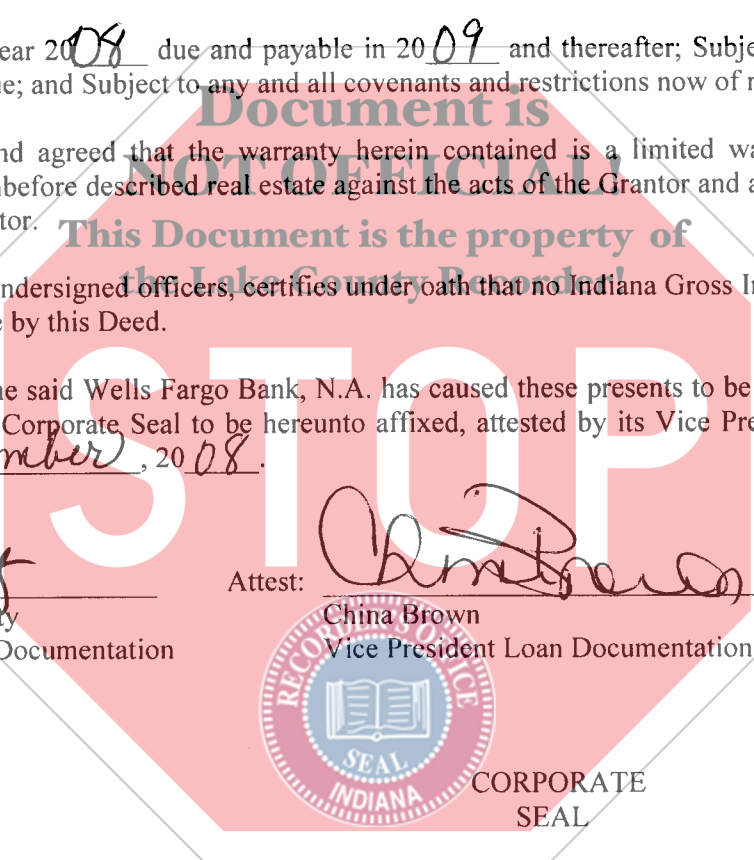 ear 2008 due and payable in 2009 and thereafter; Subje
e; and Subject to any and all covenants and restrictions now of r
Document is
nd agreed that the warranty herein contained is a limited wa
NOT OFFICIAL!
nbefore described real estate against the acts of the Grantor and a
tor.
This Document is the property of
the Lake County Recorder!
ndersigned officers, certifies under oath that no Indiana Gross In
e by this Deed.
STOP
he said Wells Fargo Bank, N.A. has caused these presents to be
Corporate Seal to be hereunto affixed, attested by its Vice Pre
mber, 2008.
Attest:
ty
China Brown
Documentation
Vice President Loan Documentation
RECORDER'S OFFICE
SEAL
INDIANA
CORPORATE
SEAL